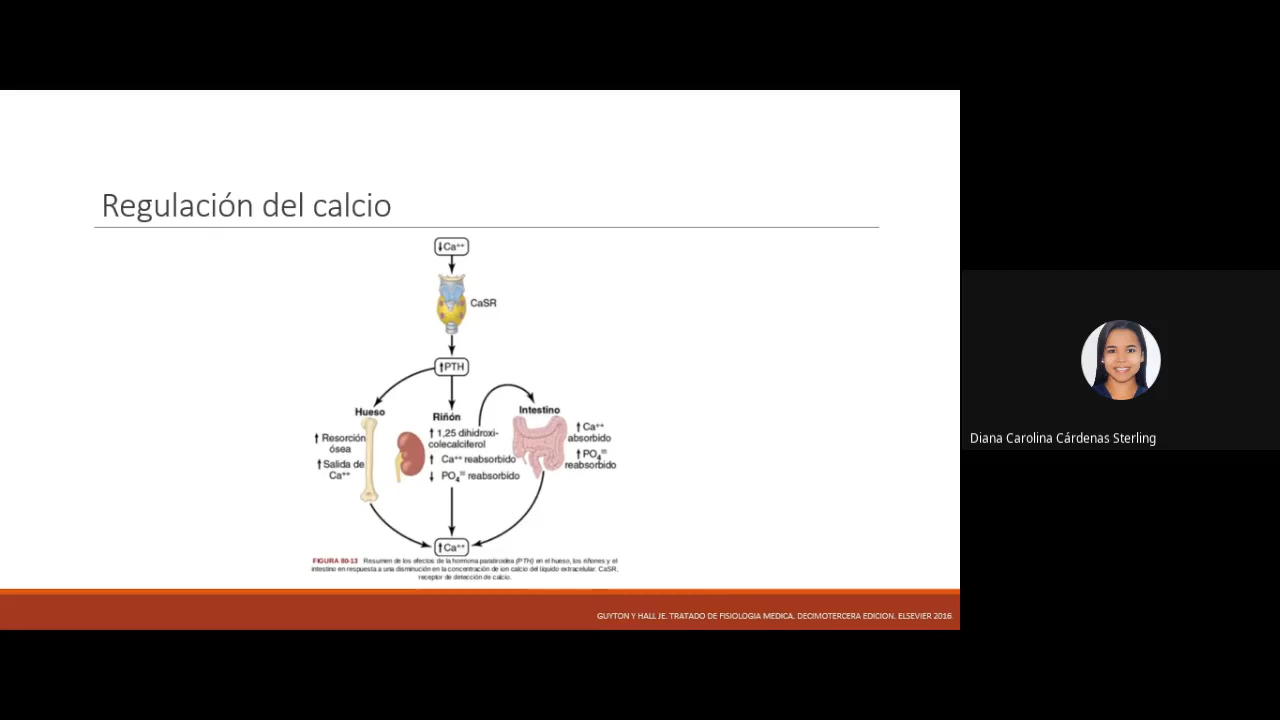 Regulación del calcio
↓Ca⁺⁺
CaSR
↑PTH
Hueso
↑ Resorción
ósea
↑ Salida de
Ca⁺⁺
Riñón
↑ 1,25 dihidroxi-
colecalciferol
↑ Ca⁺⁺ reabsorbido
↓ PO₄⁼ reabsorbido
Intestino
↑ Ca⁺⁺
absorbido
↑ PO₄⁼
reabsorbido
↑Ca⁺⁺
FIGURA 80-13 Resumen de los efectos de la hormona paratiroidea (PTH) en el hueso, los riñones y el
intestino en respuesta a una disminución en la concentración de ion calcio del líquido extracelular. CaSR,
receptor de detección de calcio.
GUYTON Y HALL JE. TRATADO DE FISIOLOGIA MEDICA. DECIMOTERCERA EDICION. ELSEVIER 2016.
Diana Carolina Cárdenas Sterling